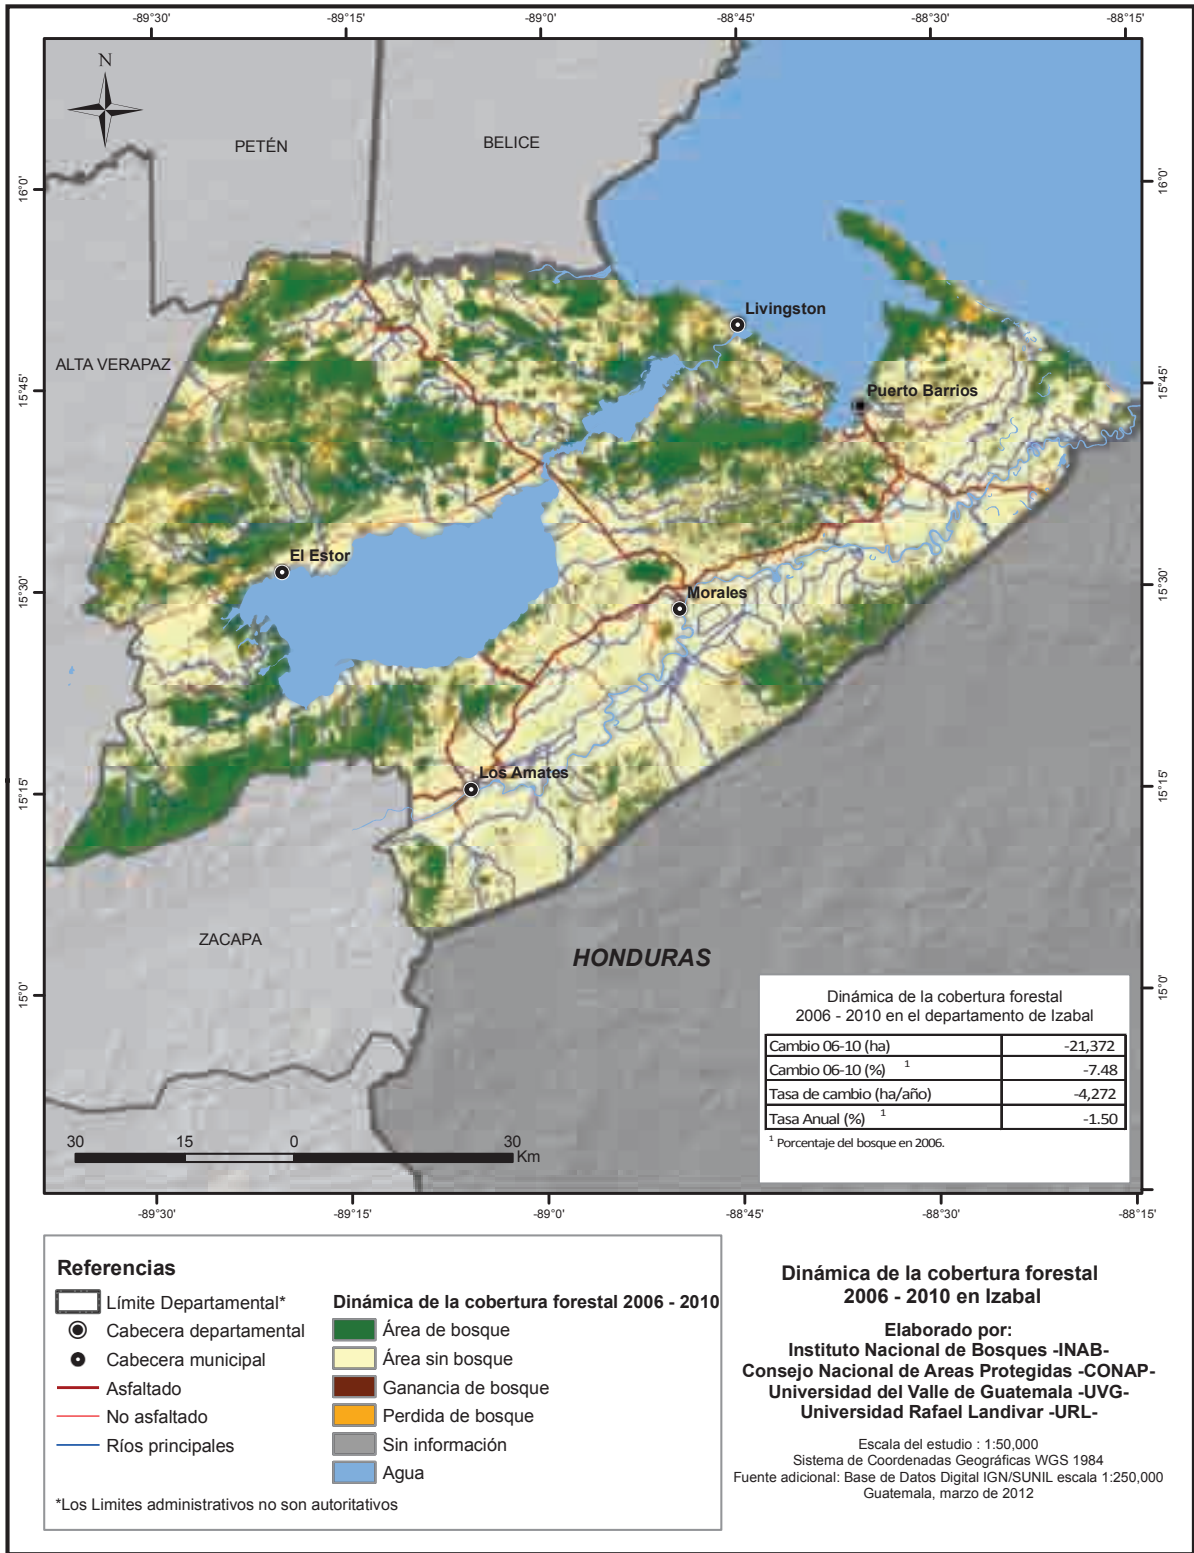 -89°30'
-89°15'
-89°0'
-88°45'
-88°30'
-88°15'
N
PETÉN
BELICE
16°0'
16°0'
Livingston
ALTA VERAPAZ
15°45'
15°45'
Puerto Barrios
El Estor
15°30'
15°30'
Morales
Los Amates
15°15'
15°15'
ZACAPA
HONDURAS
15°0'
15°0'
Dinámica de la cobertura forestal
2006 - 2010 en el departamento de Izabal
Cambio 06-10 (ha) -21,372
Cambio 06-10 (%) 1 -7.48
Tasa de cambio (ha/año) -4,272
Tasa Anual (%) 1 -1.50
1 Porcentaje del bosque en 2006.
30 15 0 30
Km
-89°30'
-89°15'
-89°0'
-88°45'
-88°30'
-88°15'
Referencias
Límite Departamental*
Cabecera departamental
Cabecera municipal
Asfaltado
No asfaltado
Ríos principales
*Los Limites administrativos no son autoritativos
Dinámica de la cobertura forestal 2006 - 2010
Área de bosque
Área sin bosque
Ganancia de bosque
Perdida de bosque
Sin información
Agua
Dinámica de la cobertura forestal
2006 - 2010 en Izabal
Elaborado por:
Instituto Nacional de Bosques -INAB-
Consejo Nacional de Areas Protegidas -CONAP-
Universidad del Valle de Guatemala -UVG-
Universidad Rafael Landivar -URL-
Escala del estudio : 1:50,000
Sistema de Coordenadas Geográficas WGS 1984
Fuente adicional: Base de Datos Digital IGN/SUNIL escala 1:250,000
Guatemala, marzo de 2012